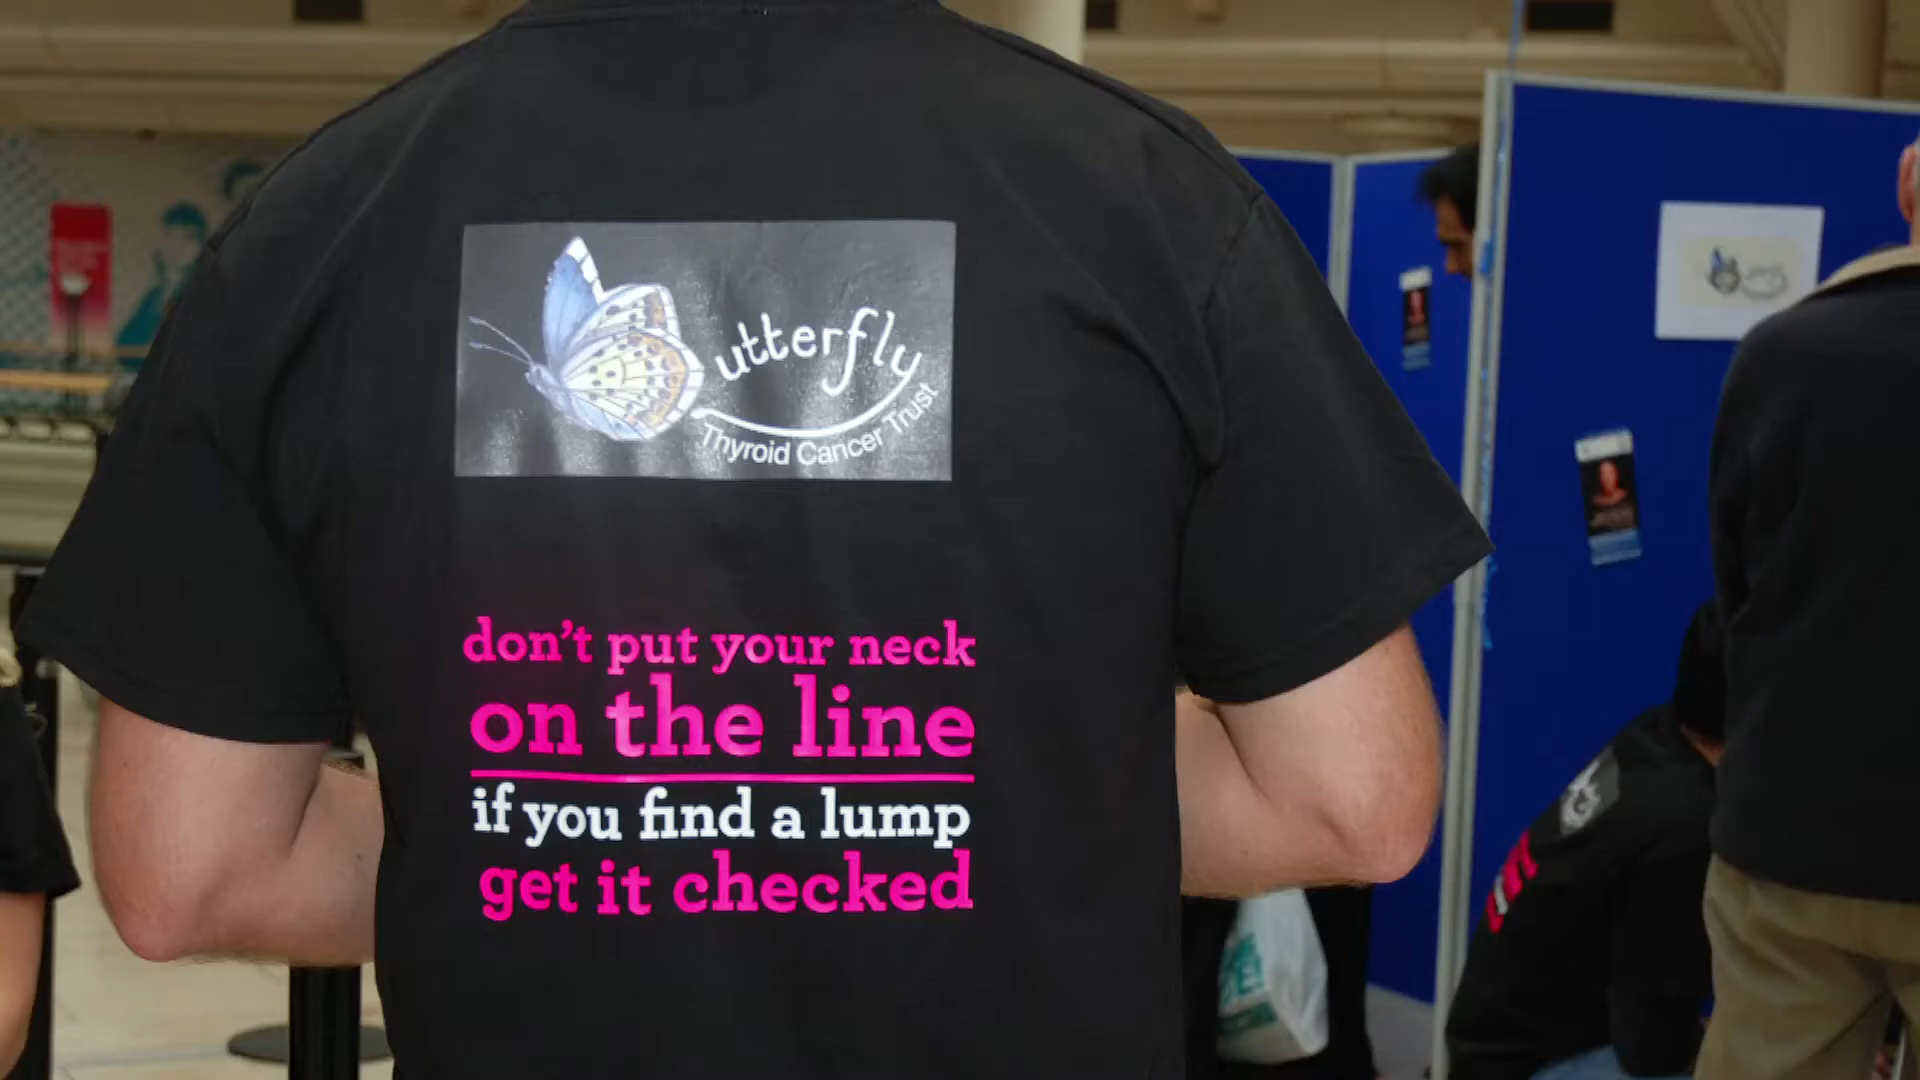 utterfly
Thyroid Cancer Trust
don't put your neck
on the line
if you find a lump
get it checked